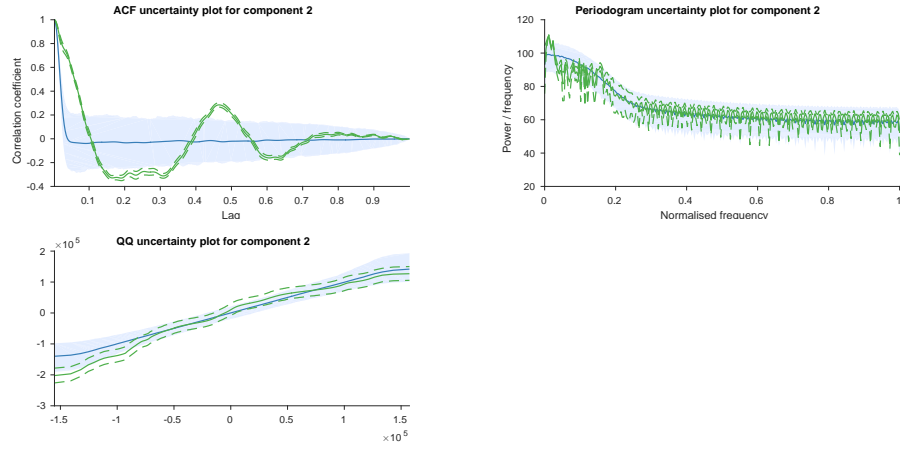 ACF uncertainty plot for component 2
Correlation coefficient
1
0.8
0.6
0.4
0.2
0
-0.2
-0.4
0.1 0.2 0.3 0.4 0.5 0.6 0.7 0.8 0.9
Lag
Periodogram uncertainty plot for component 2
Power / frequency
120
100
80
60
40
20
0 0.2 0.4 0.6 0.8 1
Normalised frequency
QQ uncertainty plot for component 2
×10 5
2
1
0
-1
-2
-3
-1.5 -1 -0.5 0 0.5 1 1.5
×10 5